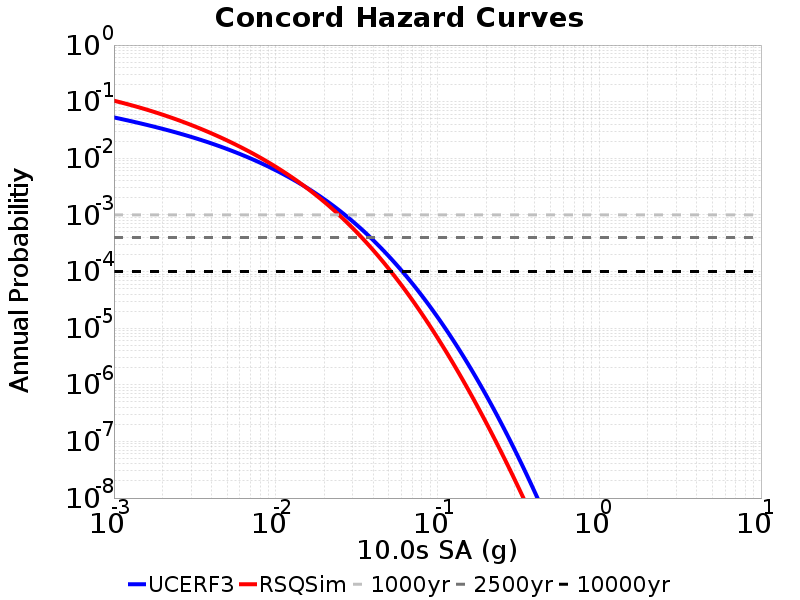 Concord Hazard Curves
10^0
10^-1
10^-2
10^-3
10^-4
10^-5
10^-6
10^-7
10^-8
Annual Probabilitiy
10^-3 10^-2 10^-1 10^0 10^1
10.0s SA (g)
UCERF3 RSQSim 1000yr 2500yr 10000yr